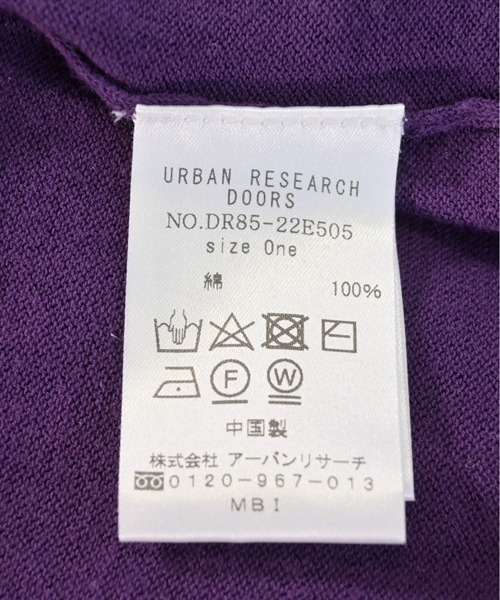 URBAN RESEARCH
DOORS
NO.DR85-22E505
size One
綿 100%
F W
中国製
株式会社 アーバンリサーチ
0120-967-013
MBI